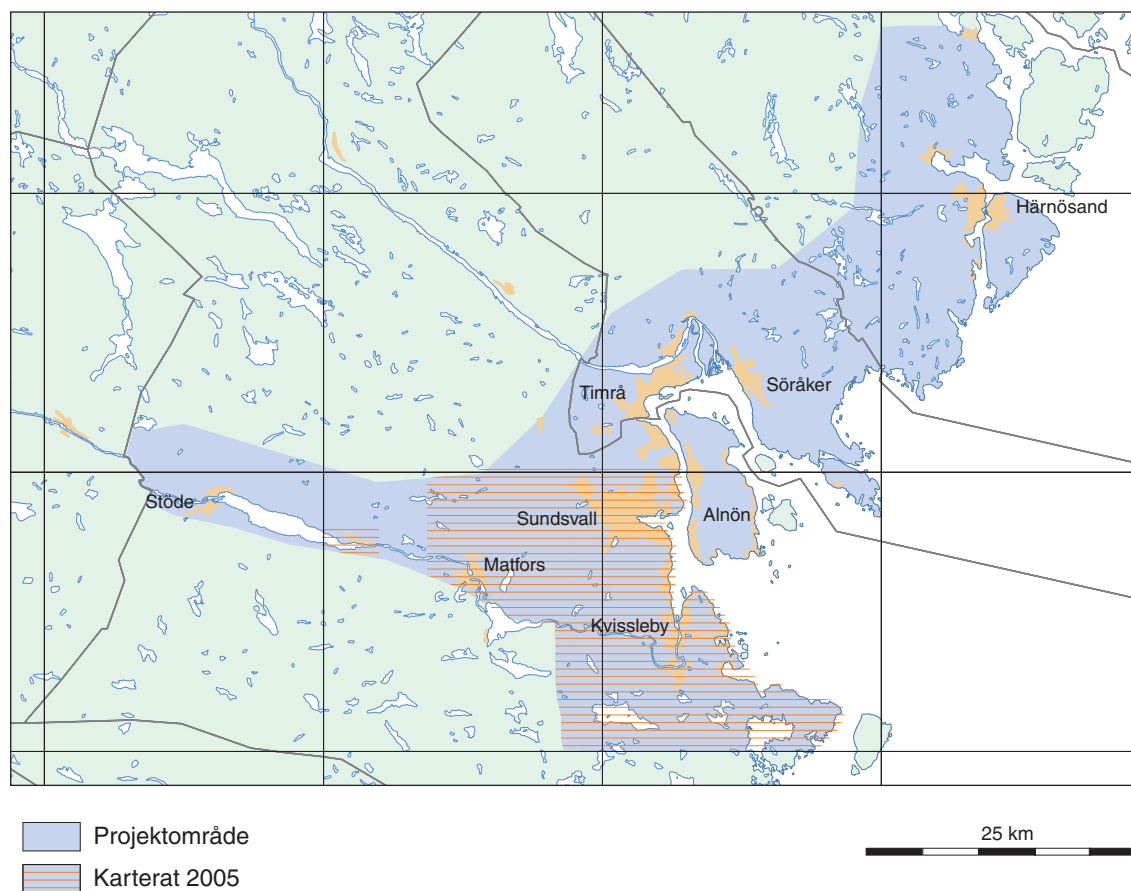 Härnösand
Söråker
Timrå
Stöde
Sundsvall
Alnön
Matfors
Kvissleby
Projektområde
25 km
Karterat 2005